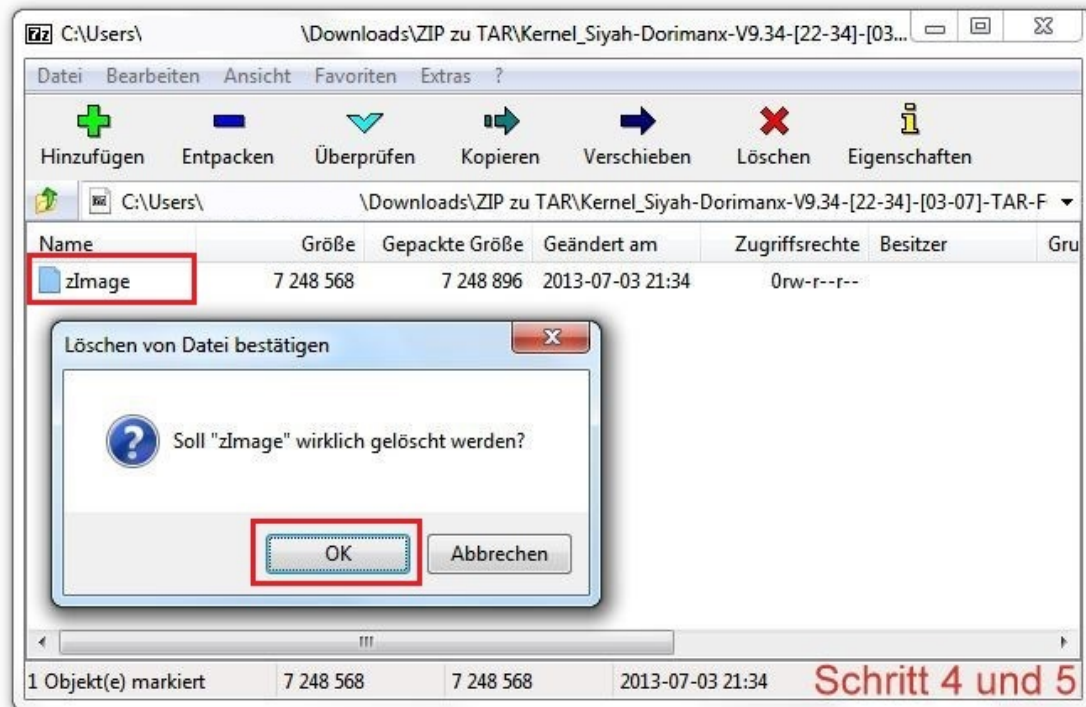 7z C:\Users\ \Downloads\ZIP zu TAR\Kernel_Siyah-Dorimanx-V9.34-[22-34]-[03...
Datei Bearbeiten Ansicht Favoriten Extras ?
Hinzufügen Entpacken Überprüfen Kopieren Verschieben Löschen Eigenschaften
C:\Users\ \Downloads\ZIP zu TAR\Kernel_Siyah-Dorimanx-V9.34-[22-34]-[03-07]-TAR-F
Name Größe Gepackte Größe Geändert am Zugriffsrechte Besitzer Gru
zImage 7 248 568 7 248 896 2013-07-03 21:34 0rw-r--r--
Löschen von Datei bestätigen
Soll "zImage" wirklich gelöscht werden?
OK Abbrechen
1 Objekt(e) markiert 7 248 568 7 248 568 2013-07-03 21:34
Schritt 4 und 5